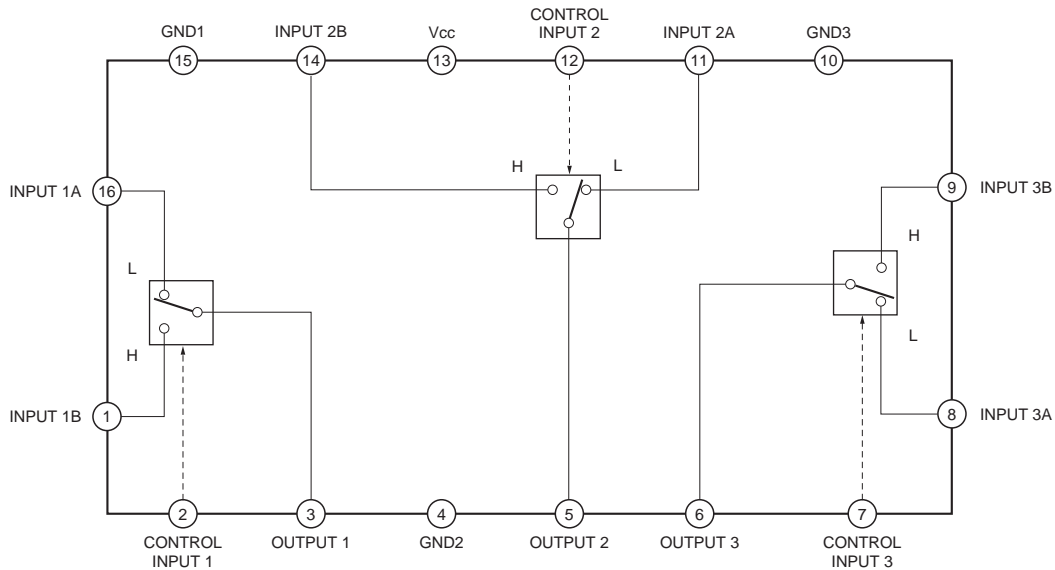 GND1
INPUT 2B
Vcc
CONTROL
INPUT 2
INPUT 2A
GND3
15
14
13
12
11
10
H
L
INPUT 1A
16
9
INPUT 3B
H
L
H
L
INPUT 1B
1
8
INPUT 3A
2
3
4
5
6
7
CONTROL
INPUT 1
OUTPUT 1
GND2
OUTPUT 2
OUTPUT 3
CONTROL
INPUT 3